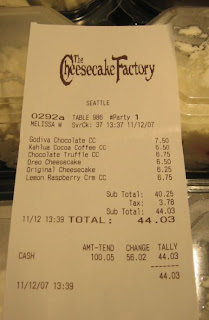 The
Cheesecake Factory
SEATTLE
0292a TABLE 986 #Party 1
MELISSA W SvrCk: 37 13:37 11/12/07
Godiva Chocolate CC 7.50
Kahlua Cocoa Coffee CC 6.50
Chocolate Truffle CC 6.75
Oreo Cheesecake 6.50
Original Cheesecake 6.25
Lemon Raspberry Crm CC 6.75
Sub Total: 40.25
Tax: 3.78
Sub Total: 44.03
11/12 13:39 TOTAL: 44.03
AMT-TEND CHANGE TALLY
CASH 100.05 56.02 44.03
44.03
11/12/07 13:39